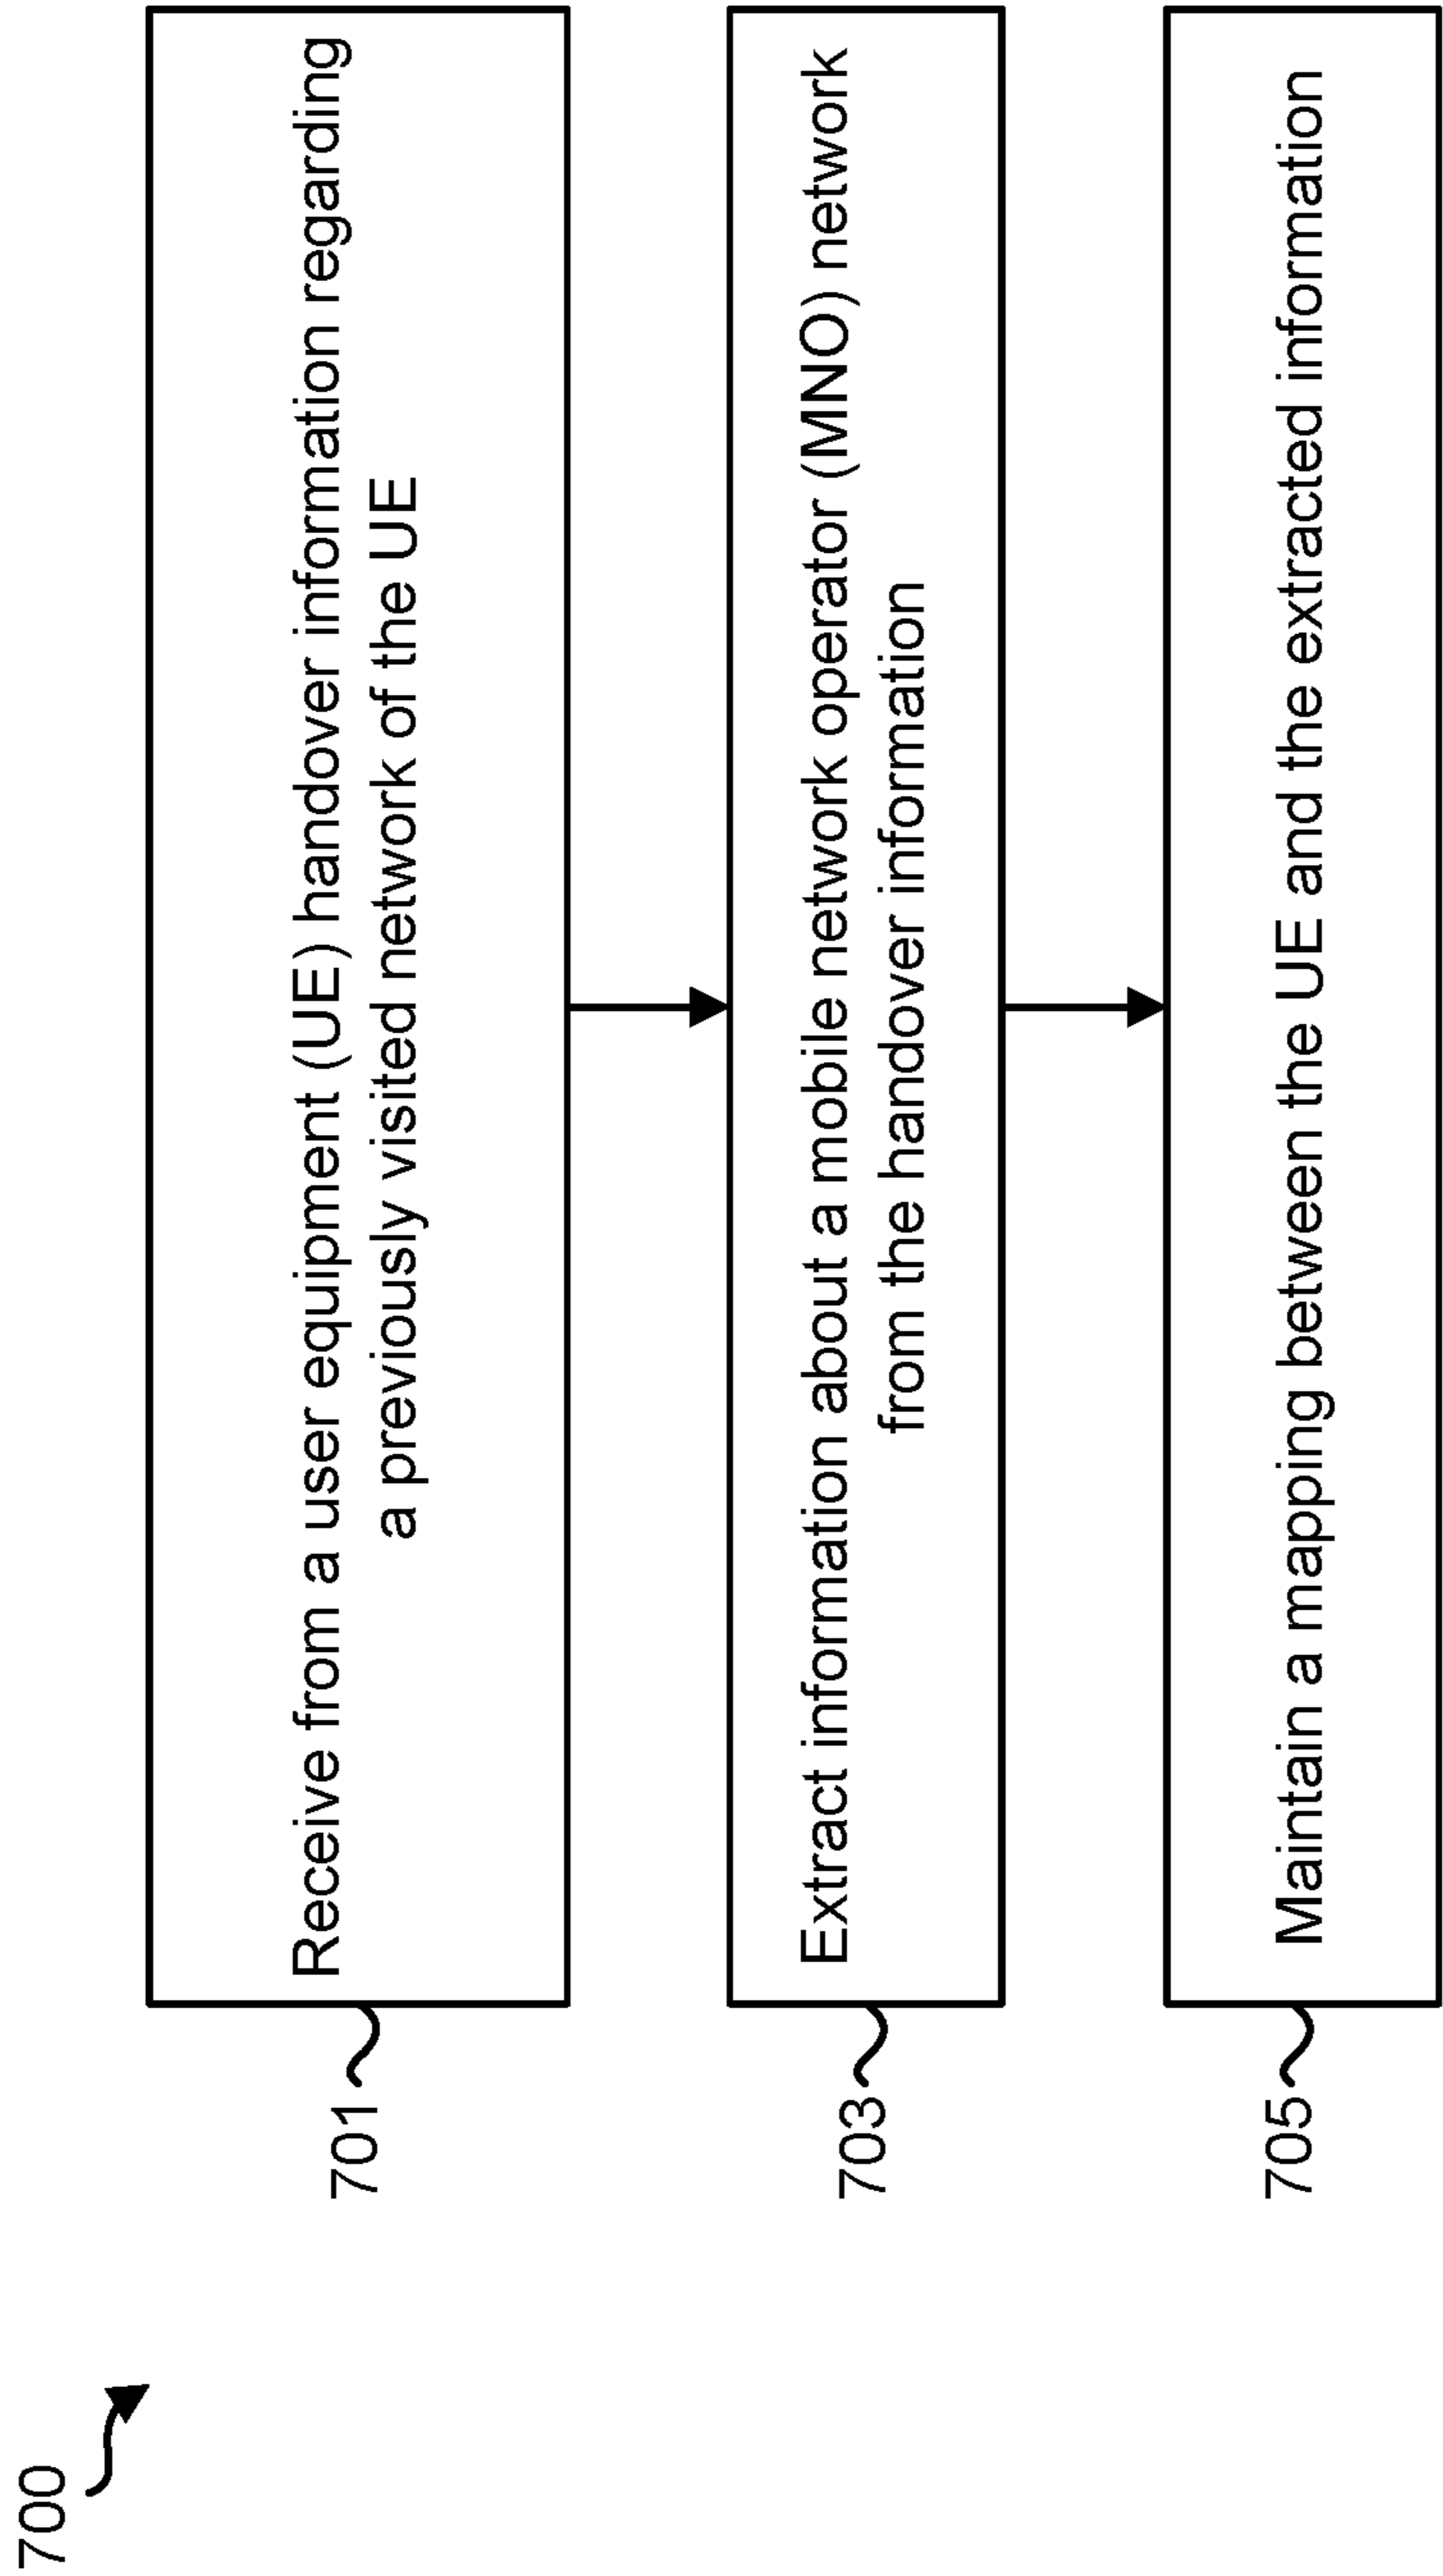 700
701
Receive from a user equipment (UE) handover information regarding
a previously visited network of the UE
703
Extract information about a mobile network operator (MNO) network
from the handover information
705
Maintain a mapping between the UE and the extracted information